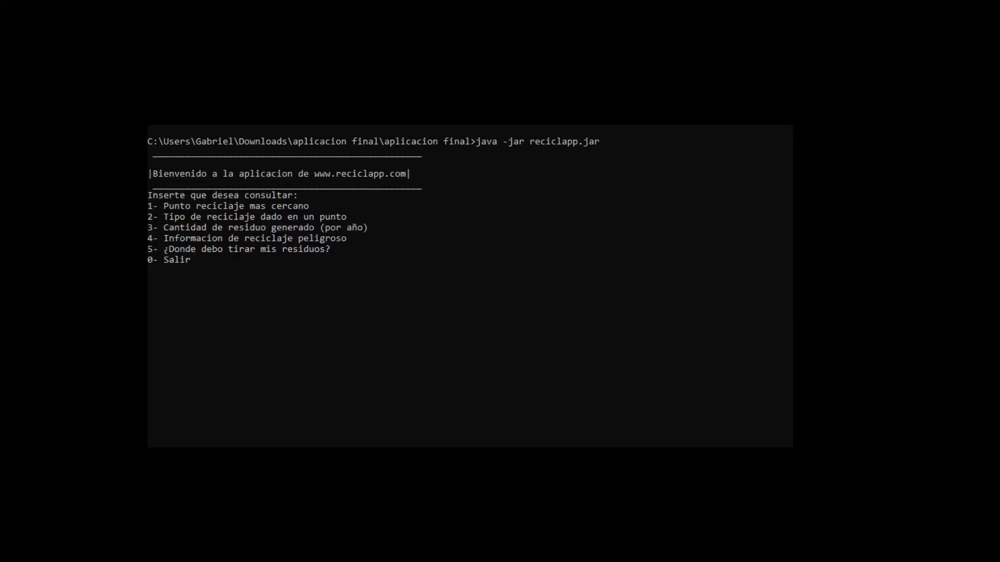 C:\Users\Gabriel\Downloads\aplicacion final\aplicacion final>java -jar reciclapp.jar
__________________________________________________
|Bienvenido a la aplicacion de www.reciclapp.com|
__________________________________________________
Inserte que desea consultar:
1- Punto reciclaje mas cercano
2- Tipo de reciclaje dado en un punto
3- Cantidad de residuo generado (por año)
4- Informacion de reciclaje peligroso
5- ¿Donde debo tirar mis residuos?
0- Salir